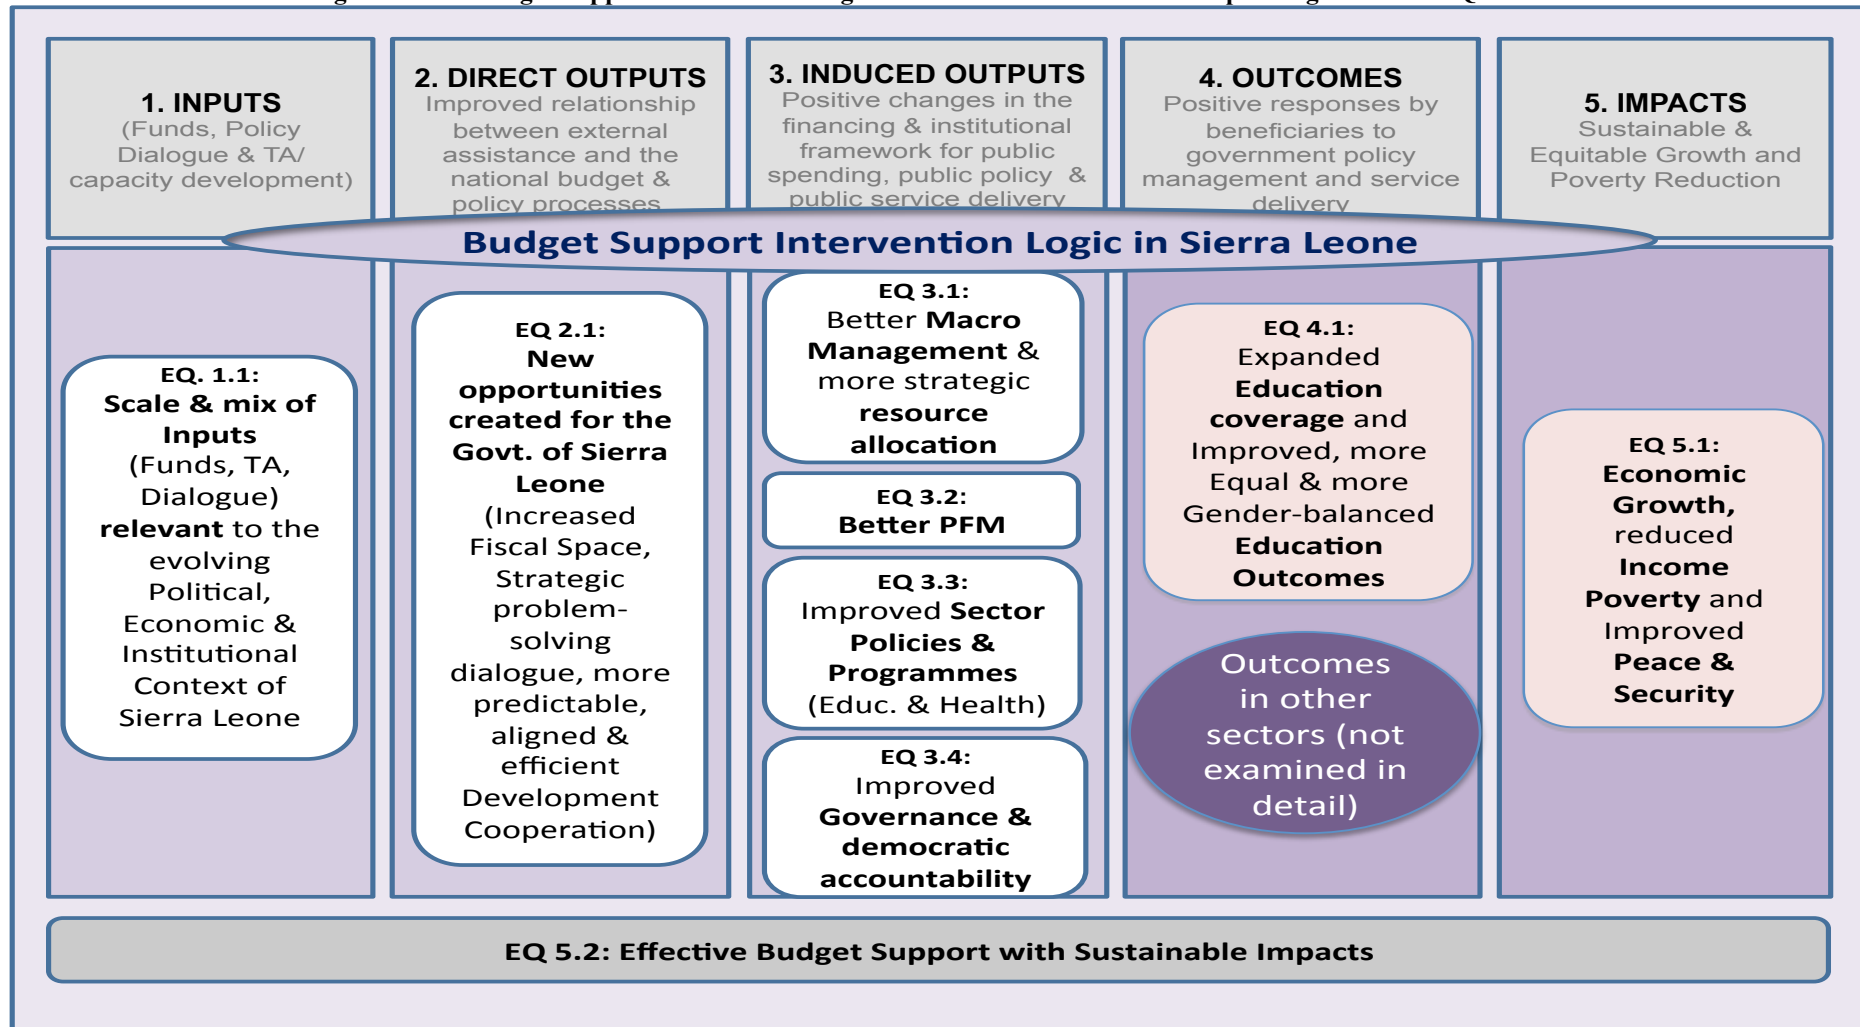 1. INPUTS
(Funds, Policy
Dialogue & TA/
capacity development)
2. DIRECT OUTPUTS
Improved relationship
between external
assistance and the
national budget &
policy processes
3. INDUCED OUTPUTS
Positive changes in the
financing & institutional
framework for public
spending, public policy &
public service delivery
4. OUTCOMES
Positive responses by
beneficiaries to
government policy
management and service
delivery
5. IMPACTS
Sustainable &
Equitable Growth and
Poverty Reduction
Budget Support Intervention Logic in Sierra Leone
EQ. 1.1:
Scale & mix of
Inputs
(Funds, TA,
Dialogue)
relevant to the
evolving
Political,
Economic &
Institutional
Context of
Sierra Leone
EQ 2.1:
New
opportunities
created for the
Govt. of Sierra
Leone
(Increased
Fiscal Space,
Strategic
problem-
solving
dialogue, more
predictable,
aligned &
efficient
Development
Cooperation)
EQ 3.1:
Better Macro
Management &
more strategic
resource
allocation
EQ 3.2:
Better PFM
EQ 3.3:
Improved Sector
Policies &
Programmes
(Educ. & Health)
EQ 3.4:
Improved
Governance &
democratic
accountability
EQ 4.1:
Expanded
Education
coverage and
Improved, more
Equal & more
Gender-balanced
Education
Outcomes
Outcomes
in other
sectors (not
examined in
detail)
EQ 5.1:
Economic
Growth,
reduced
Income
Poverty and
Improved
Peace &
Security
EQ 5.2: Effective Budget Support with Sustainable Impacts